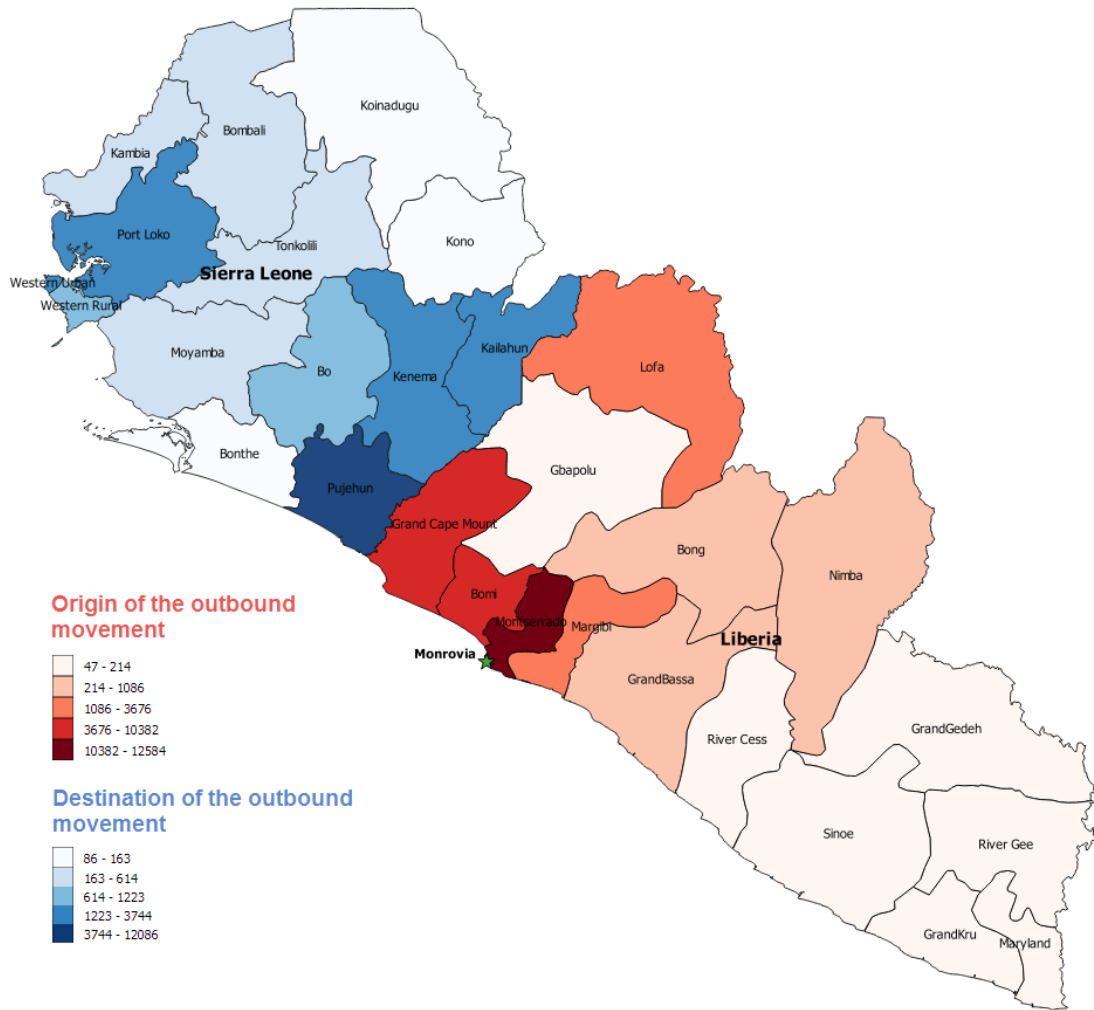 Koinadugu
Bombali
Kambia
Port Loko
Kono
Tonkolili
Sierra Leone
Western Urban
Western Rural
Moyamba
Bo
Kenema
Kailahun
Lofa
Bonthe
Gbapolu
Pujehun
Grand Cape Mount
Bong
Nimba
Bomi
Montserrado
Margibi
Liberia
Monrovia
GrandBassa
River Cess
GrandGedeh
Sinoe
River Gee
GrandKru
Maryland
Origin of the outbound
movement
47 - 214
214 - 1086
1086 - 3676
3676 - 10382
10382 - 12584
Destination of the outbound
movement
86 - 163
163 - 614
614 - 1223
1223 - 3744
3744 - 12086